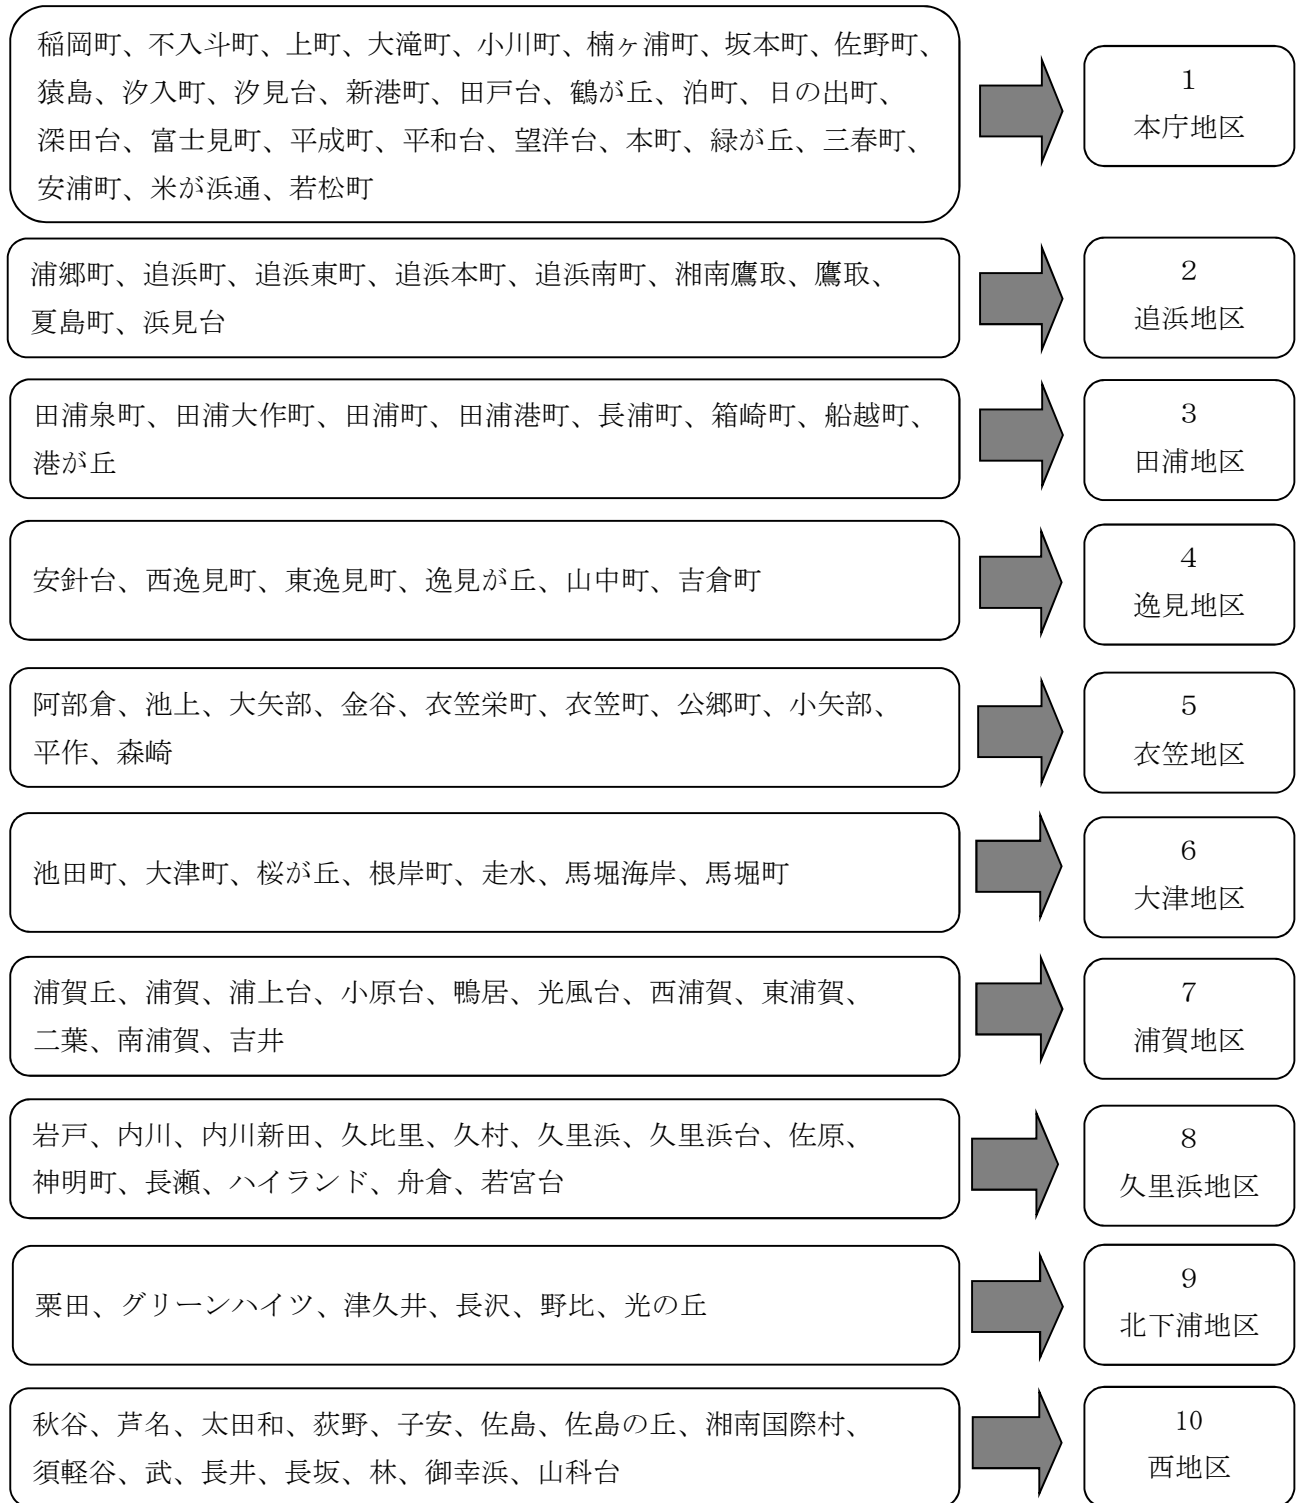 稲岡町、不入斗町、上町、大滝町、小川町、楠ヶ浦町、坂本町、佐野町、
猿島、汐入町、汐見台、新港町、田戸台、鶴が丘、泊町、日の出町、
深田台、富士見町、平成町、平和台、望洋台、本町、緑が丘、三春町、
安浦町、米が浜通、若松町
1
本庁地区
浦郷町、追浜町、追浜東町、追浜本町、追浜南町、湘南鷹取、鷹取、
夏島町、浜見台
2
追浜地区
田浦泉町、田浦大作町、田浦町、田浦港町、長浦町、箱崎町、船越町、
港が丘
3
田浦地区
安針台、西逸見町、東逸見町、逸見が丘、山中町、吉倉町
4
逸見地区
阿部倉、池上、大矢部、金谷、衣笠栄町、衣笠町、公郷町、小矢部、
平作、森崎
5
衣笠地区
池田町、大津町、桜が丘、根岸町、走水、馬堀海岸、馬堀町
6
大津地区
浦賀丘、浦賀、浦上台、小原台、鴨居、光風台、西浦賀、東浦賀、
二葉、南浦賀、吉井
7
浦賀地区
岩戸、内川、内川新田、久比里、久村、久里浜、久里浜台、佐原、
神明町、長瀬、ハイランド、舟倉、若宮台
8
久里浜地区
粟田、グリーンハイツ、津久井、長沢、野比、光の丘
9
北下浦地区
秋谷、芦名、太田和、荻野、子安、佐島、佐島の丘、湘南国際村、
須軽谷、武、長井、長坂、林、御幸浜、山科台
10
西地区